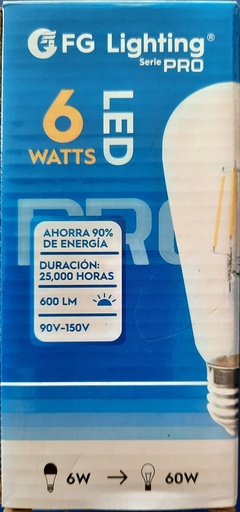 FG Lighting®
Serie PRO
6
WATTS
LED
PRO
AHORRA 90%
DE ENERGÍA
DURACIÓN:
25,000 HORAS
600 LM
90V-150V
6W → 60W